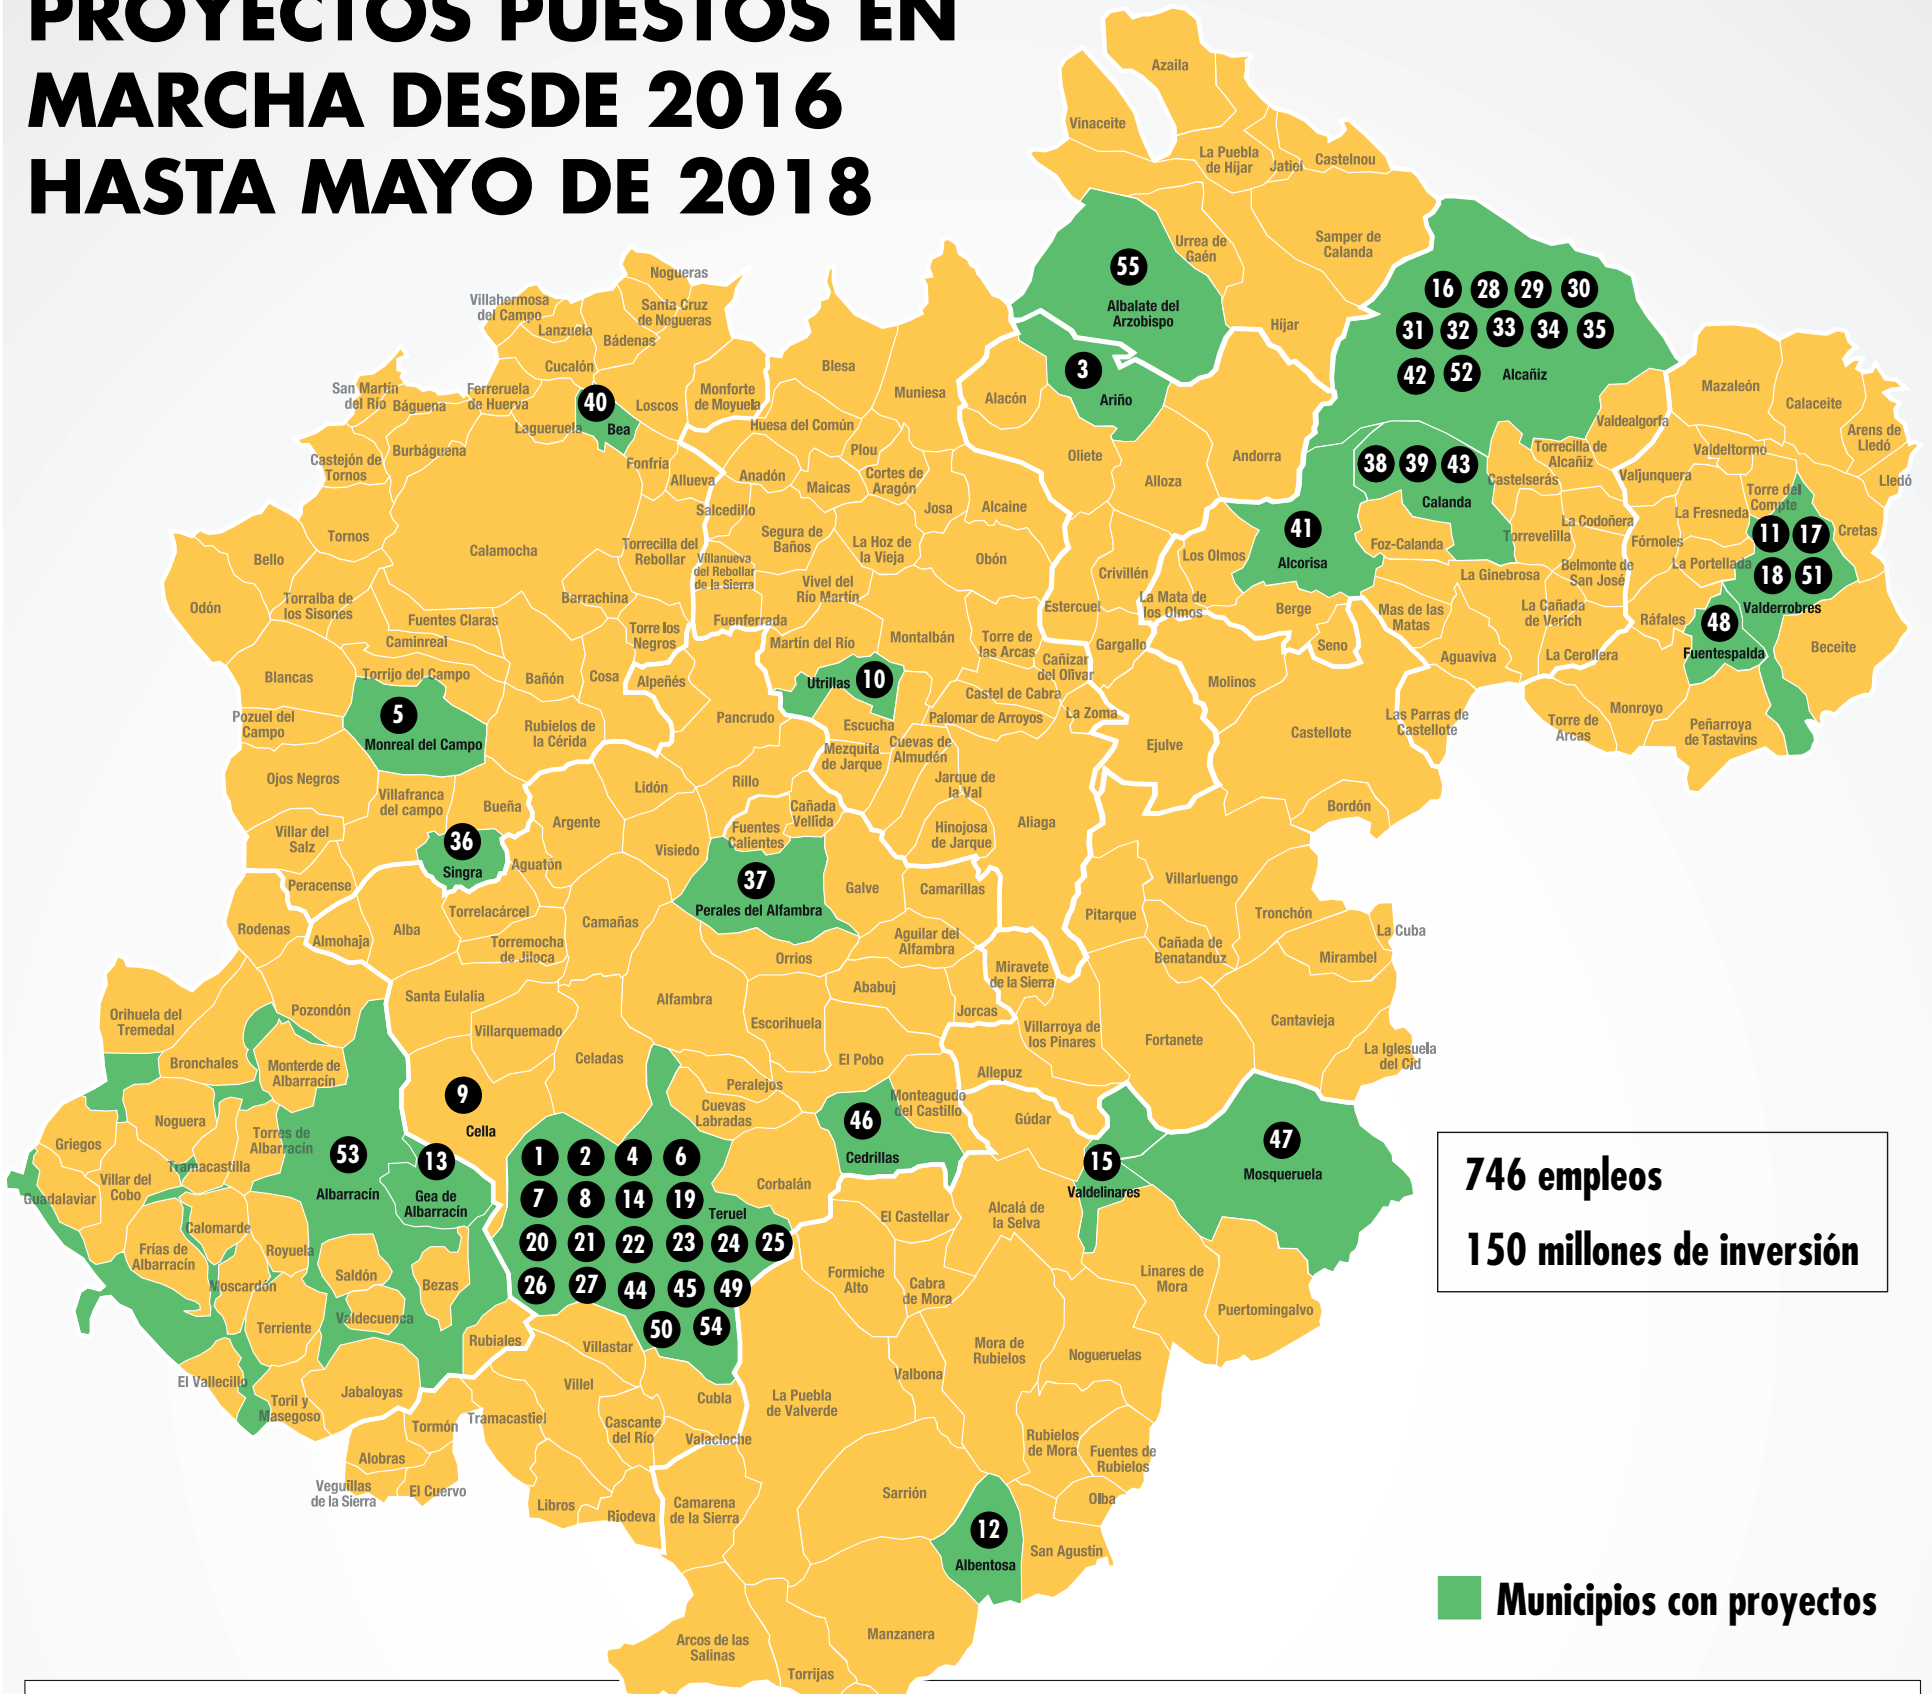 PROYECTOS PUESTOS EN
MARCHA DESDE 2016
HASTA MAYO DE 2018
Azaila
Vinaceite
La Puebla
de Híjar
Jatiel
Castelnou
Urrea de
Gaén
Samper de
Calanda
55
Albalate del
Arzobispo
Híjar
16 28 29 30
31 32 33 34 35
42 52 Alcañiz
Nogueras
Villahermosa
del Campo
Santa Cruz
de Nogueras
Lanzuela
Bádenas
Cucalón
San Martín
del Río
Báguena
Ferreruela
de Huerva
Lagueruela
40
Bea
Loscos
Monforte
de Moyuela
Blesa
Muniesa
Alacón
3
Ariño
Mazaleón
Calaceite
Valdealgorfa
Arens de
Lledó
Huesa del Común
Plou
Burbáguena
Castejón de
Tornos
Fonfría
Allueva
Anadón
Maicas
Cortes de
Aragón
Josa
Alcaine
Oliete
Alloza
Andorra
38 39 43
Calanda
Castelserás
Torrecilla de
Alcañiz
Valjunquera
Valdeltormo
Lledó
Torre del
Compte
Salcedillo
Segura de
Baños
La Hoz de
la Vieja
Obón
Tornos
Bello
Calamocha
Torrecilla del
Rebollar
Villanueva
del Rebollar
de la Sierra
Vivel del
Río Martín
41
Alcorisa
Los Olmos
Foz-Calanda
La Codoñera
Torrevelilla
La Fresneda
Fórnoles
11 17
Cretas
La Portellada
18 51
Valderrobres
Belmonte de
San José
La Ginebrosa
Crivillén
La Mata de
los Olmos
Odón
Torralba de
los Sisones
Fuentes Claras
Caminreal
Barrachina
Torre los
Negros
Fuenferrada
Estercuel
Berge
Seno
Mas de las
Matas
La Cañada
de Verich
Ráfales
48
Fuentespalda
Beceite
Martín del Río
Montalbán
Torre de
las Arcas
Gargallo
Cañizar
del Olivar
Aguaviva
La Cerollera
Blancas
Torrijo del Campo
Bañón
Cosa
Alpeñés
Utrillas 10
Castel de Cabra
Molinos
Pozuel del
Campo
5
Monreal del Campo
Rubielos de
la Cérida
Pancrudo
Escucha
Palomar de Arroyos
La Zoma
Castellote
Las Parras de
Castellote
Torre de
Arcas
Monroyo
Peñarroya
de Tastavins
Mezquita
de Jarque
Cuevas de
Almudén
Ejulve
Ojos Negros
Lidón
Rillo
Jarque de
la Val
Villafranca
del campo
Bueña
Argente
Cañada
Vellida
Fuentes
Calientes
Hinojosa
de Jarque
Aliaga
Bordón
Villar del
Salz
36
Singra
Aguatón
Visiedo
37
Perales del Alfambra
Galve
Camarillas
Peracense
Villarluengo
Pitarque
Tronchón
La Cuba
Rodenas
Almohaja
Alba
Torrelacárcel
Camañas
Torremocha
de Jiloca
Aguilar del
Alfambra
Cañada de
Benatanduz
Mirambel
Orrios
Miravete
de la Sierra
Orihuela del
Tremedal
Pozondón
Santa Eulalia
Villarquemado
Alfambra
Ababuj
Escorihuela
Jorcas
Villarroya de
los Pinares
Fortanete
Cantavieja
La Iglesuela
del Cid
Bronchales
Monterde de
Albarracín
Celadas
El Pobo
Allepuz
Peralejos
9
Cella
Cuevas
Labradas
46
Cedrillas
Monteagudo
del Castillo
Gúdar
Griegos
Noguera
Torres de
Albarracín
Tramacastilla
53
Albarracín
13
Gea de
Albarracín
1 2 4 6
7 8 14 19
Teruel
20 21 22 23 24 25
26 27 44 45 49
50 54
Corbalán
15
Valdelinares
47
Mosqueruela
746 empleos
150 millones de inversión
Guadalaviar
Villar del
Cobo
Calomarde
Frías de
Albarracín
Royuela
Moscardón
Saldón
Bezas
Valdecuenca
Terriente
El Castellar
Alcalá de
la Selva
Formiche
Alto
Cabra
de Mora
Linares de
Mora
Puertomingalvo
Rubiales
Villastar
Mora de
Rubielos
Nogueruelas
El Vallecillo
Toril y
Masegoso
Jabaloyas
Villel
Cubla
La Puebla
de Valverde
Valbona
Tormón
Tramacastiel
Cascante
del Río
Valacloche
Rubielos
de Mora
Fuentes de
Rubielos
Alobras
Veguillas
de la Sierra
El Cuervo
Libros
Riodeva
Camarena
de la Sierra
Sarrión
Olba
12
Albentosa
San Agustín
Municipios con proyectos
Manzanera
Arcos de las
Salinas
Torrijas